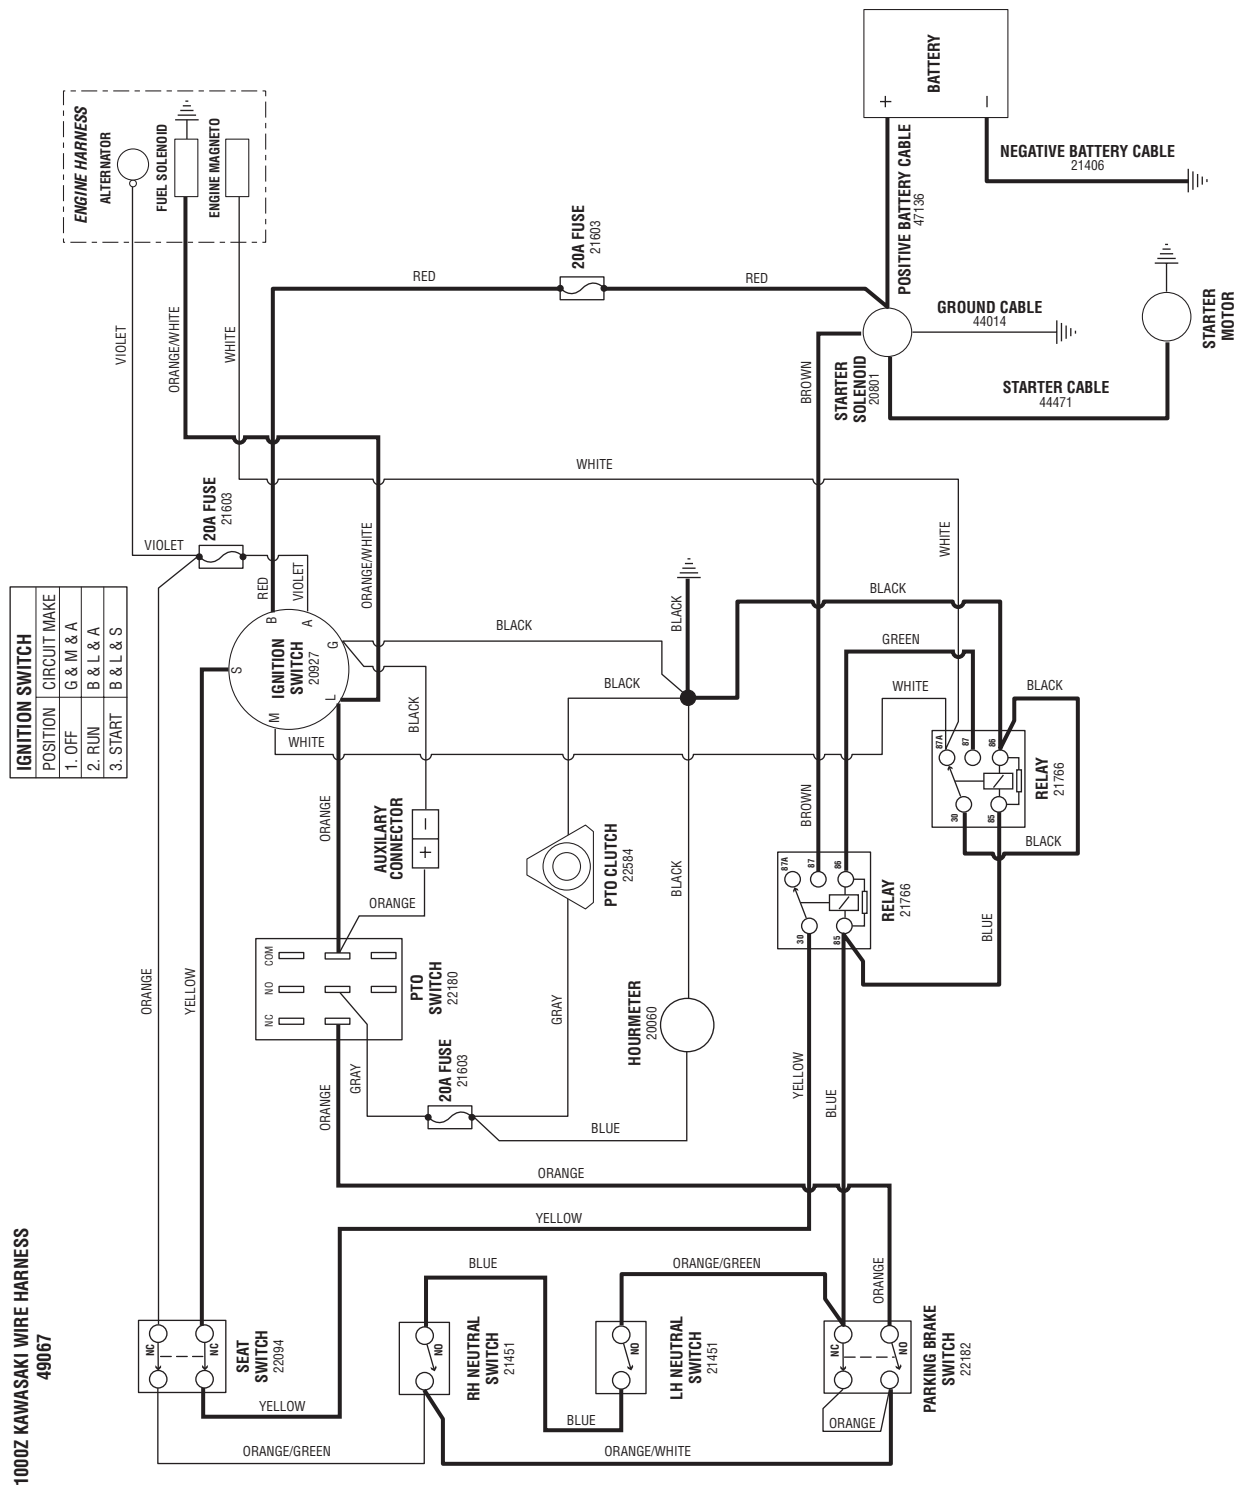 BATTERY
+
−
NEGATIVE BATTERY CABLE
21406
POSITIVE BATTERY CABLE
47136
ENGINE HARNESS
ALTERNATOR
FUEL SOLENOID
ENGINE MAGNETO
20A FUSE
21603
RED
RED
GROUND CABLE
44014
STARTER
MOTOR
STARTER
SOLENOID
20801
STARTER CABLE
44471
VIOLET
ORANGE/WHITE
WHITE
BROWN
WHITE
20A FUSE
21603
VIOLET
RED
VIOLET
ORANGE/WHITE
WHITE
IGNITION SWITCH
POSITION CIRCUIT MAKE
1. OFF G & M & A
2. RUN B & L & A
3. START B & L & S
IGNITION
SWITCH
20927
B
A
G
L
M
S
BLACK
BLACK
BLACK
BLACK
GREEN
WHITE
BLACK
BLACK
WHITE
87A
87
86
30
85
RELAY
21766
BLACK
ORANGE
AUXILARY
CONNECTOR
+ −
ORANGE
PTO CLUTCH
22584
BLACK
BROWN
87A
87
86
30
85
RELAY
21766
BLUE
COM
NO
NC
PTO
SWITCH
22180
ORANGE
YELLOW
GRAY
HOURMETER
20060
ORANGE
GRAY
20A FUSE
21603
BLUE
YELLOW
BLUE
ORANGE
YELLOW
BLUE
ORANGE/GREEN
ORANGE
NC
NC
SEAT
SWITCH
22094
NO
RH NEUTRAL
SWITCH
21451
NO
LH NEUTRAL
SWITCH
21451
NC
NO
PARKING BRAKE
SWITCH
22182
YELLOW
BLUE
ORANGE
ORANGE/GREEN
ORANGE/WHITE
1000Z KAWASAKI WIRE HARNESS
49067